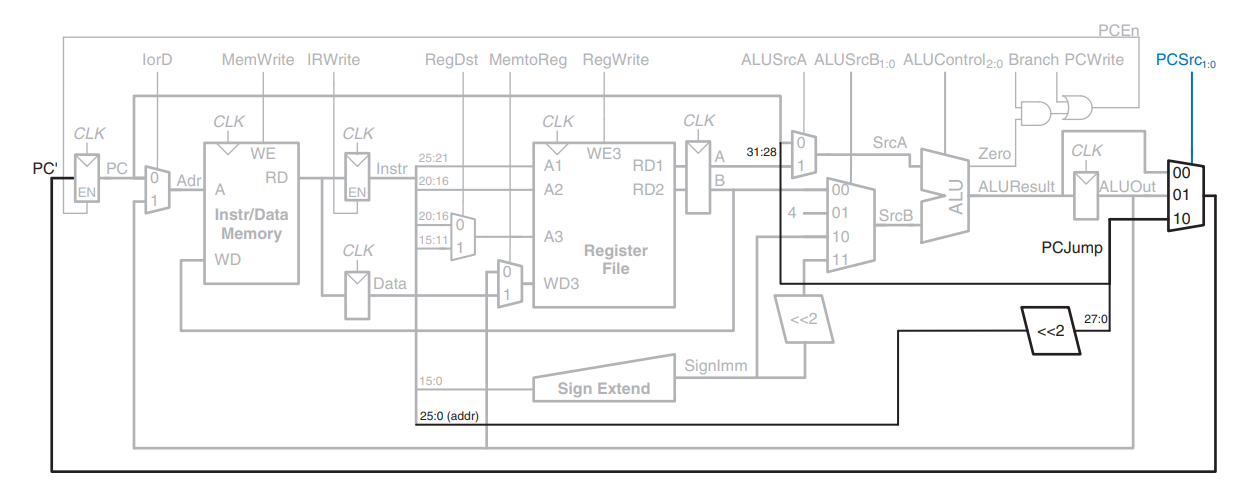 PCEn
IorD MemWrite IRWrite RegDst MemtoReg RegWrite ALUSrcA ALUSrcB1:0 ALUControl2:0 Branch PCWrite PCSrc1:0
CLK CLK CLK CLK CLK CLK
PC' PC EN
0 1 Adr
WE A RD
Instr/Data
Memory
WD
EN Instr
CLK
Data
25:21
20:16
20:16
15:11
0 1
0 1
A1 WE3 RD1
A2 RD2
A3
Register
File
WD3
A
B
31:28
0
1
SrcA
4
00
01
10
11
SrcB
ALU
Zero
ALUResult
ALUOut
00
01
10
PCJump
<<2
<<2
27:0
SignImm
15:0
Sign Extend
25:0 (addr)